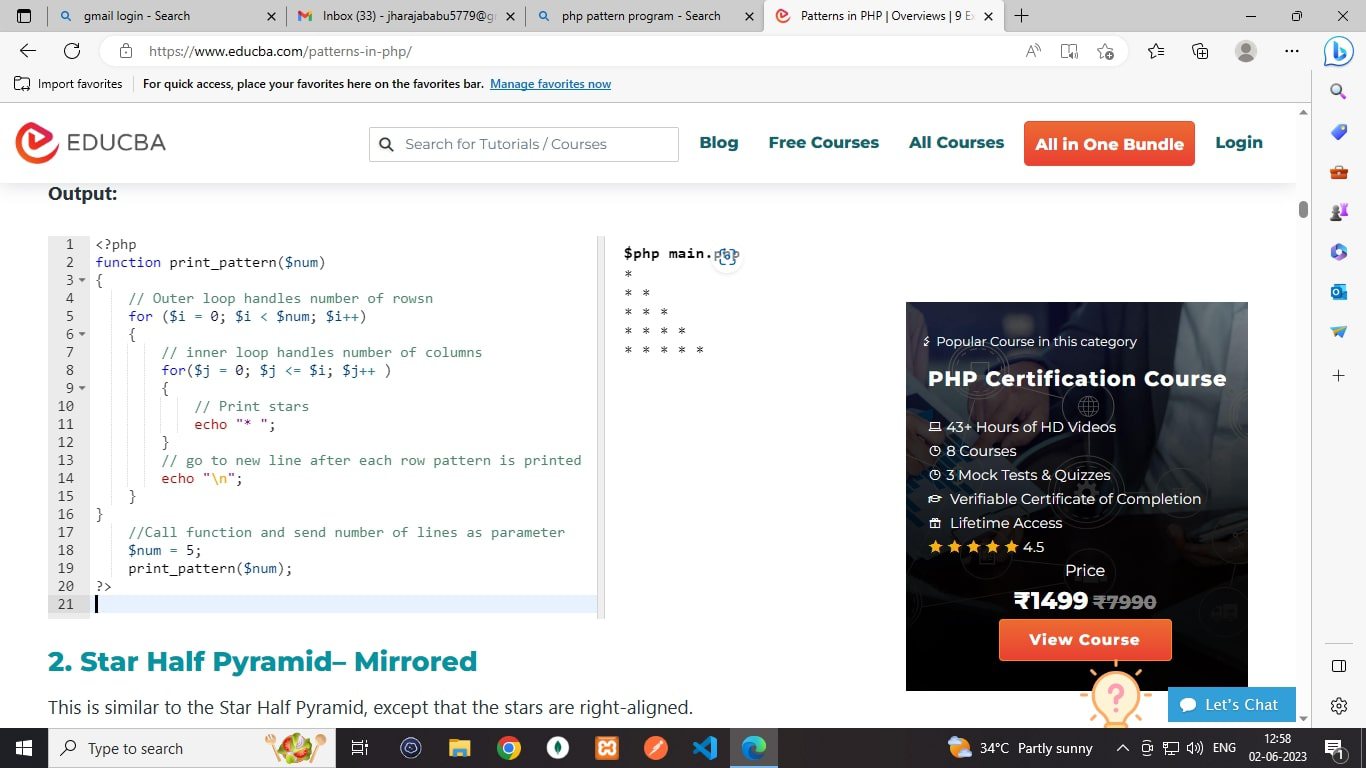 gmail login - Search
Inbox (33) - jharajababu5779@g
php pattern program - Search
Patterns in PHP | Overviews | 9 Ex
https://www.educba.com/patterns-in-php/
Import favorites
For quick access, place your favorites here on the favorites bar. Manage favorites now
EDUCBA
Search for Tutorials / Courses
Blog
Free Courses
All Courses
All in One Bundle
Login
Output:
1 <?php
2 function print_pattern($num)
3 {
4 // Outer loop handles number of rowsn
5 for ($i = 0; $i < $num; $i++)
6 {
7 // inner loop handles number of columns
8 for($j = 0; $j <= $i; $j++ )
9 {
10 // Print stars
11 echo "* ";
12 }
13 // go to new line after each row pattern is printed
14 echo "\n";
15 }
16 }
17 //Call function and send number of lines as parameter
18 $num = 5;
19 print_pattern($num);
20 ?>
21
$php main.php
*
* *
* * *
* * * *
* * * * *
Popular Course in this category
PHP Certification Course
43+ Hours of HD Videos
8 Courses
3 Mock Tests & Quizzes
Verifiable Certificate of Completion
Lifetime Access
4.5
Price
₹1499 ₹7990
View Course
2. Star Half Pyramid– Mirrored
This is similar to the Star Half Pyramid, except that the stars are right-aligned.
?
Let's Chat
Type to search
34°C Partly sunny
ENG
12:58
02-06-2023
1